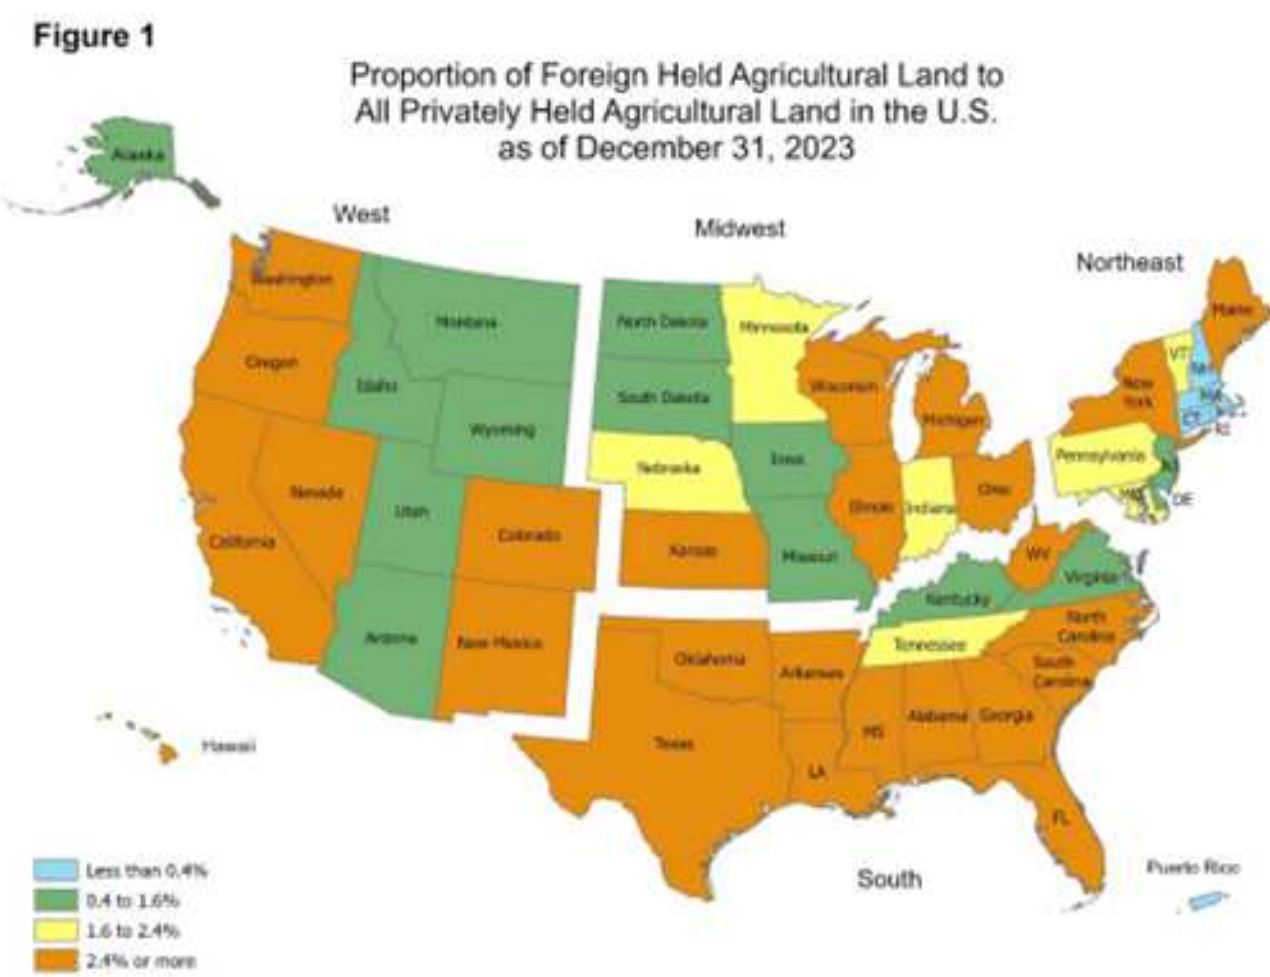 Figure 1
Proportion of Foreign Held Agricultural Land to
All Privately Held Agricultural Land in the U.S.
as of December 31, 2023
Alaska
West
Midwest
Northeast
Washington
Montana
North Dakota
Minnesota
Maine
Oregon
Idaho
South Dakota
Wisconsin
Michigan
New
York
VT
NH
MA
CT
RI
Wyoming
Nebraska
Iowa
Pennsylvania
NJ
Nevada
Utah
Colorado
Kansas
Missouri
Illinois
Indiana
Ohio
MD
DE
California
WV
Virginia
Kentucky
Arizona
New Mexico
Oklahoma
Arkansas
Tennessee
North
Carolina
South
Carolina
Hawaii
Texas
LA
MS
Alabama
Georgia
FL
South
Puerto Rico
Less than 0.4%
0.4 to 1.6%
1.6 to 2.4%
2.4% or more